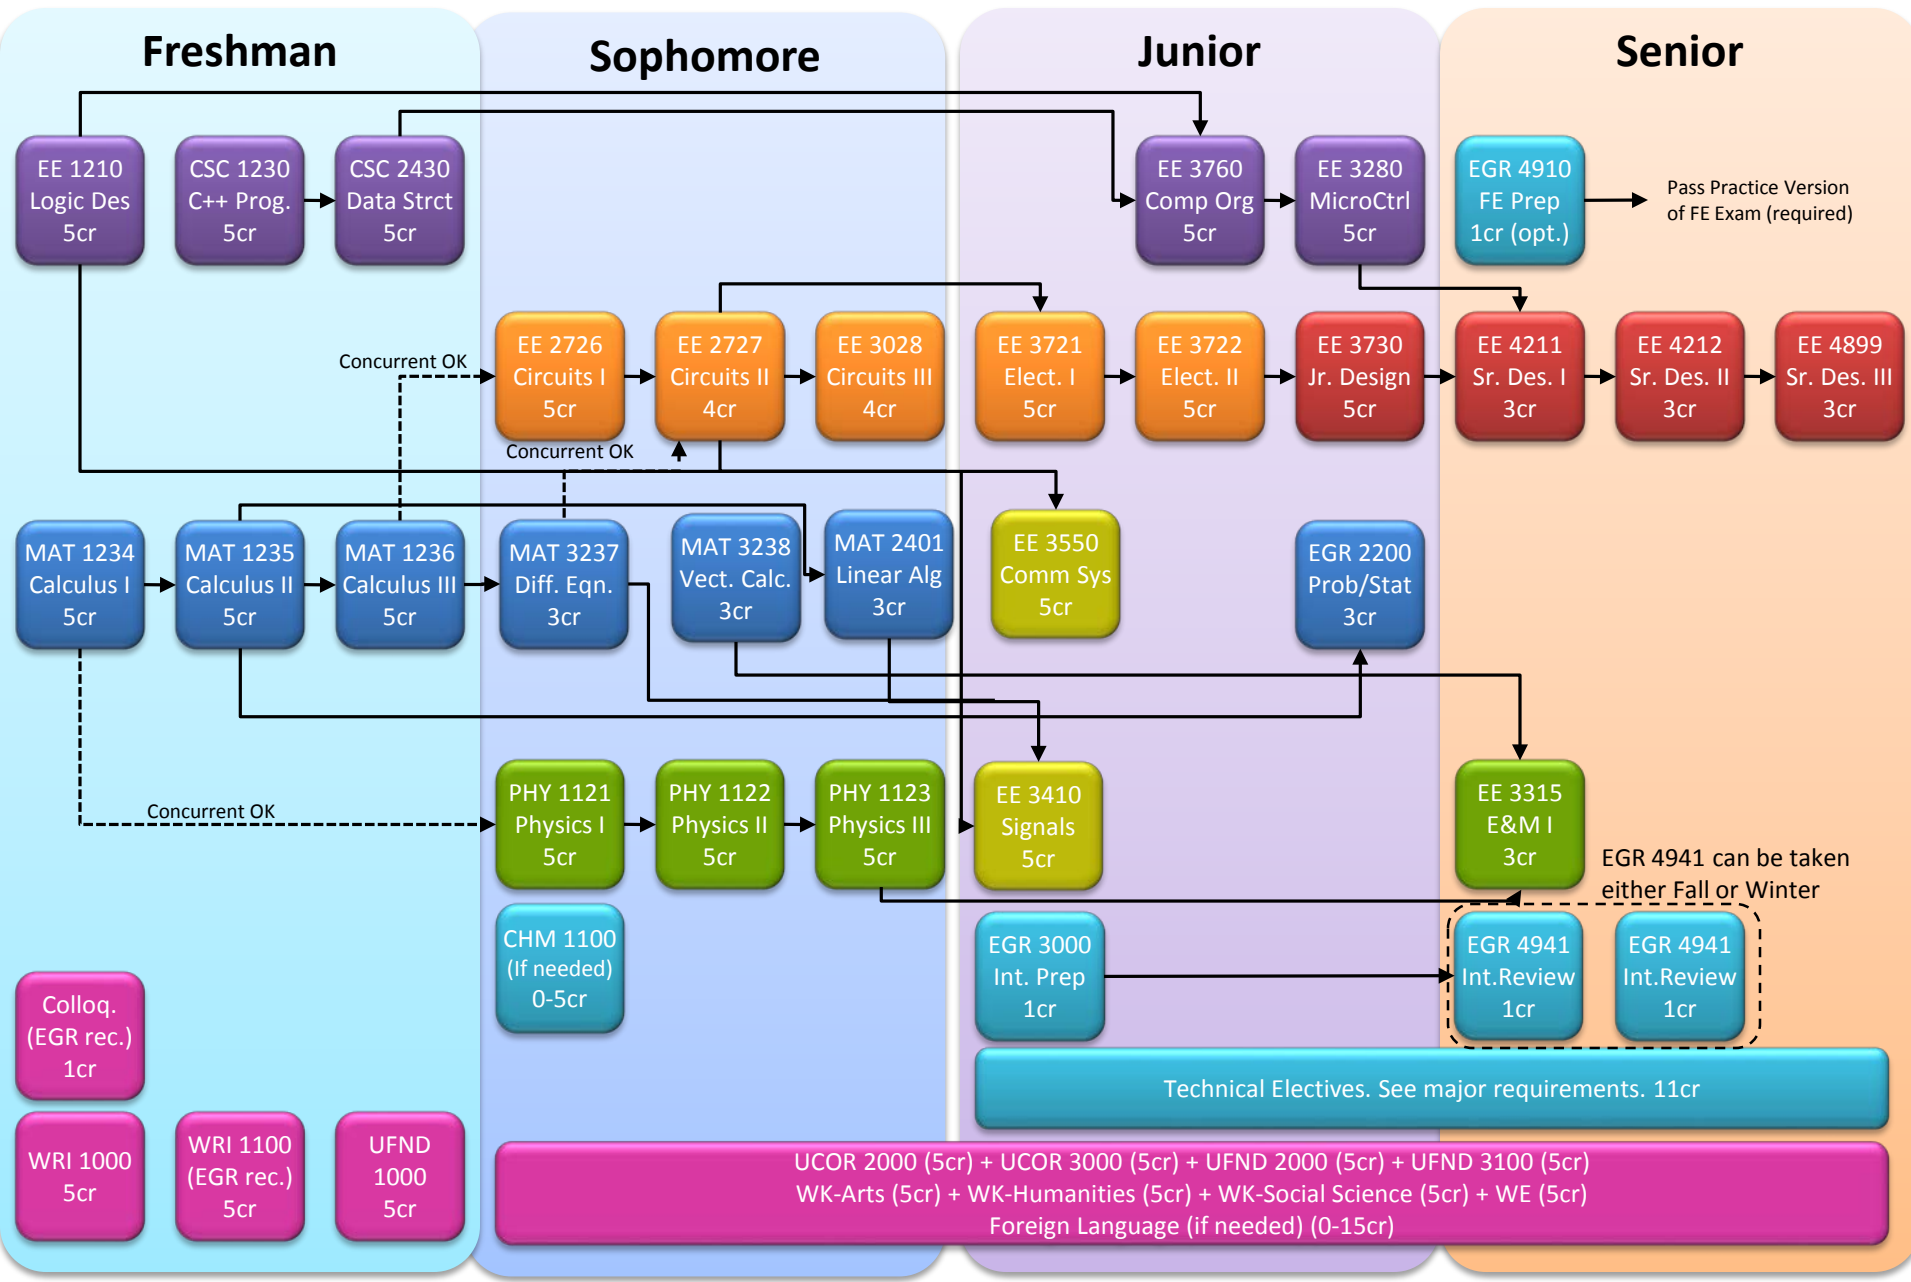 Freshman
Sophomore
Junior
Senior
EE 1210
Logic Des
5cr
CSC 1230
C++ Prog.
5cr
CSC 2430
Data Strct
5cr
EE 3760
Comp Org
5cr
EE 3280
MicroCtrl
5cr
EGR 4910
FE Prep
1cr (opt.)
Pass Practice Version
of FE Exam (required)
Concurrent OK
EE 2726
Circuits I
5cr
EE 2727
Circuits II
4cr
EE 3028
Circuits III
4cr
EE 3721
Elect. I
5cr
EE 3722
Elect. II
5cr
EE 3730
Jr. Design
5cr
EE 4211
Sr. Des. I
3cr
EE 4212
Sr. Des. II
3cr
EE 4899
Sr. Des. III
3cr
Concurrent OK
MAT 1234
Calculus I
5cr
MAT 1235
Calculus II
5cr
MAT 1236
Calculus III
5cr
MAT 3237
Diff. Eqn.
3cr
MAT 3238
Vect. Calc.
3cr
MAT 2401
Linear Alg
3cr
EE 3550
Comm Sys
5cr
EGR 2200
Prob/Stat
3cr
Concurrent OK
PHY 1121
Physics I
5cr
PHY 1122
Physics II
5cr
PHY 1123
Physics III
5cr
EE 3410
Signals
5cr
EE 3315
E&M I
3cr
EGR 4941 can be taken
either Fall or Winter
CHM 1100
(If needed)
0-5cr
EGR 3000
Int. Prep
1cr
EGR 4941
Int.Review
1cr
EGR 4941
Int.Review
1cr
Colloq.
(EGR rec.)
1cr
Technical Electives. See major requirements. 11cr
WRI 1000
5cr
WRI 1100
(EGR rec.)
5cr
UFND
1000
5cr
UCOR 2000 (5cr) + UCOR 3000 (5cr) + UFND 2000 (5cr) + UFND 3100 (5cr)
WK-Arts (5cr) + WK-Humanities (5cr) + WK-Social Science (5cr) + WE (5cr)
Foreign Language (if needed) (0-15cr)